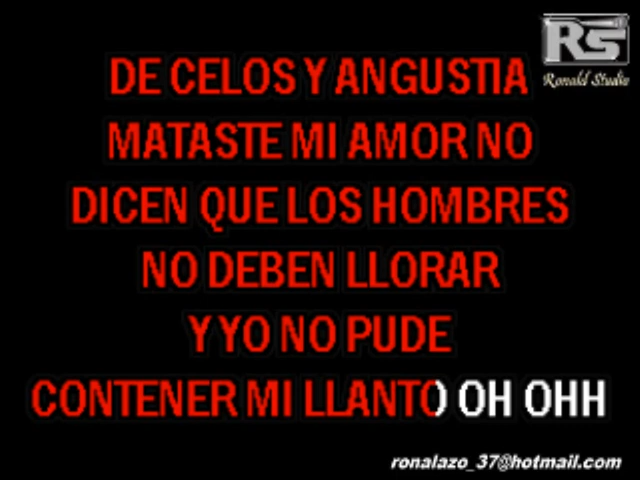 RS
Ronald Studio
DE CELOS Y ANGUSTIA
MATASTE MI AMOR NO
DICEN QUE LOS HOMBRES
NO DEBEN LLORAR
Y YO NO PUDE
CONTENER MI LLANTO OH OHH
ronalazo_37@hotmail.com